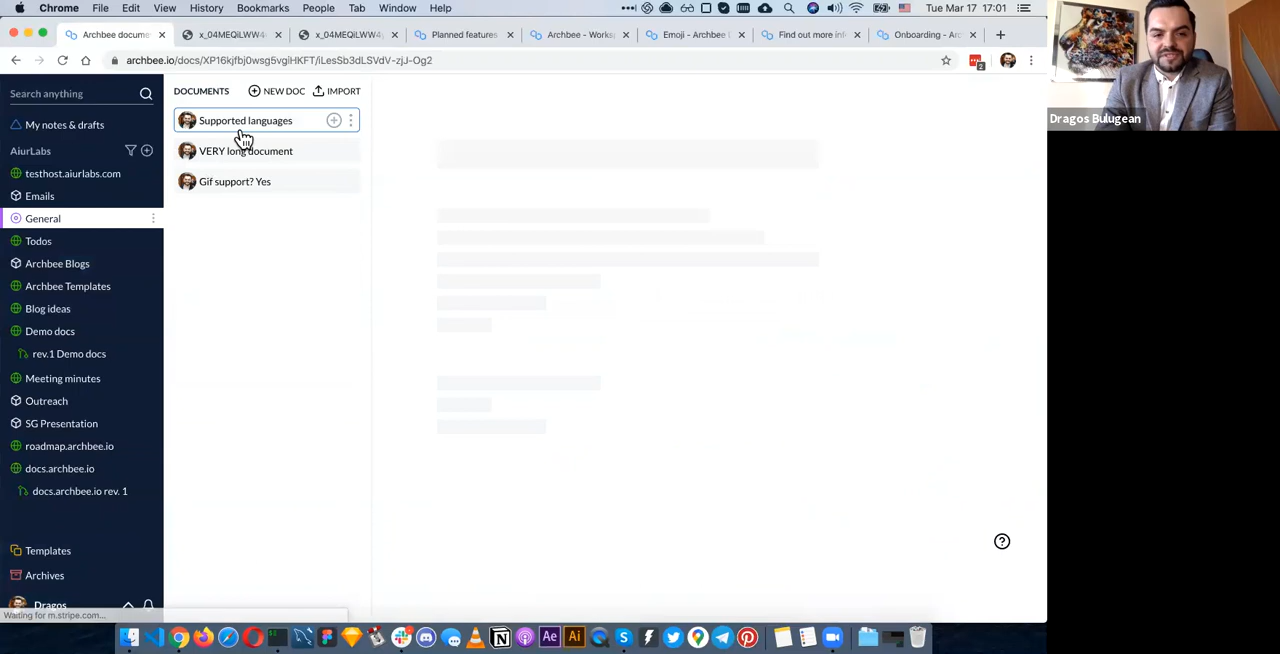 Chrome File Edit View History Bookmarks People Tab Window Help
Tue Mar 17 17:01
Archbee docume
x_04MEQiLWW4
x_04MEQiLWW4
Planned features
Archbee - Works
Emoji - Archbee
Find out more in
Onboarding - Arc
archbee.io/docs/XP16kjfbj0wsg5vgiHKFT/iLesSb3dLSVdV-zjJ-Og2
2
Search anything
My notes & drafts
AiurLabs
testhost.aiurlabs.com
Emails
General
Todos
Archbee Blogs
Archbee Templates
Blog ideas
Demo docs
rev.1 Demo docs
Meeting minutes
Outreach
SG Presentation
roadmap.archbee.io
docs.archbee.io
docs.archbee.io rev. 1
Templates
Archives
Dragos
Waiting for m.stripe.com...
DOCUMENTS NEW DOC IMPORT
Supported languages
VERY long document
Gif support? Yes
?
Ae Ai
Dragos Bulugean